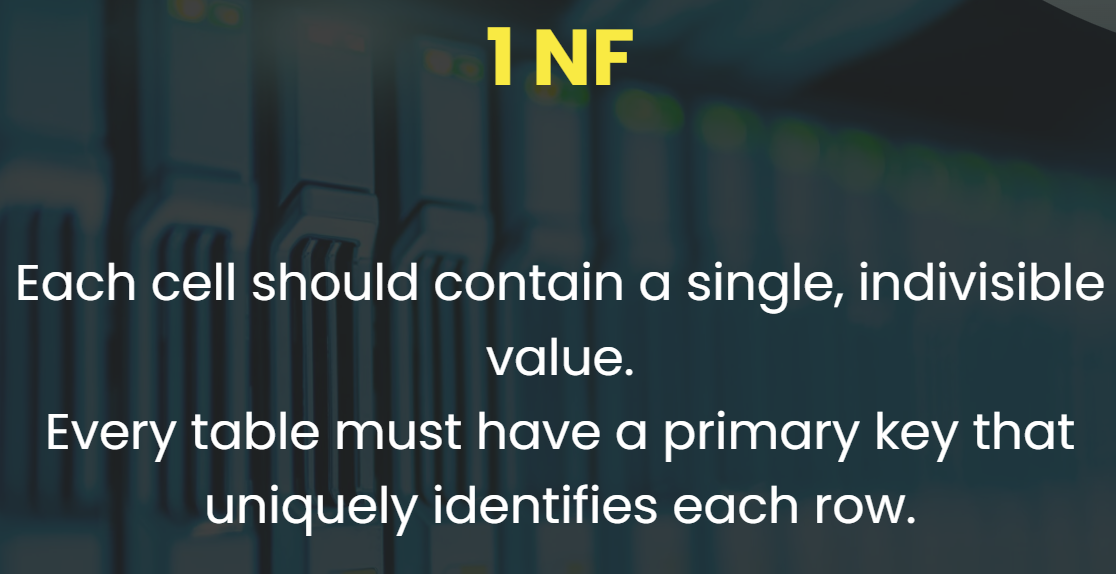 1 NF
Each cell should contain a single, indivisible
value.
Every table must have a primary key that
uniquely identifies each row.